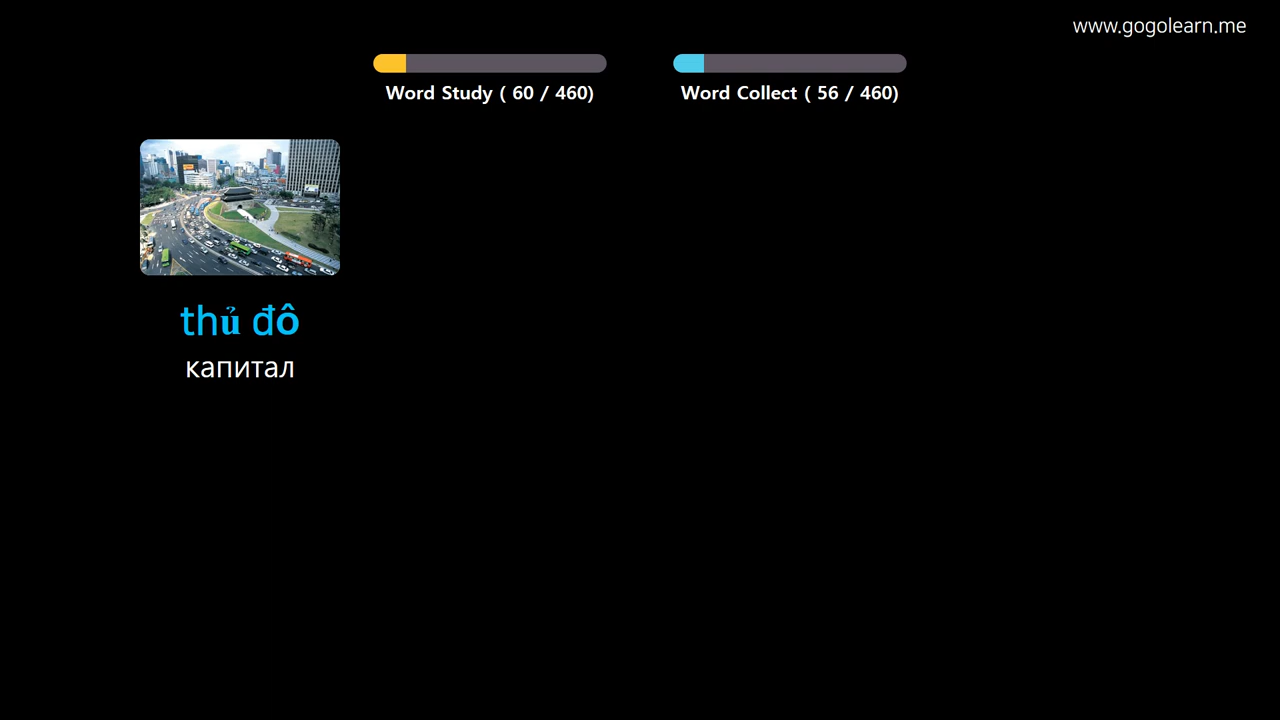 www.gogolearn.me
Word Study ( 60 / 460)
Word Collect ( 56 / 460)
thủ đô
капитал